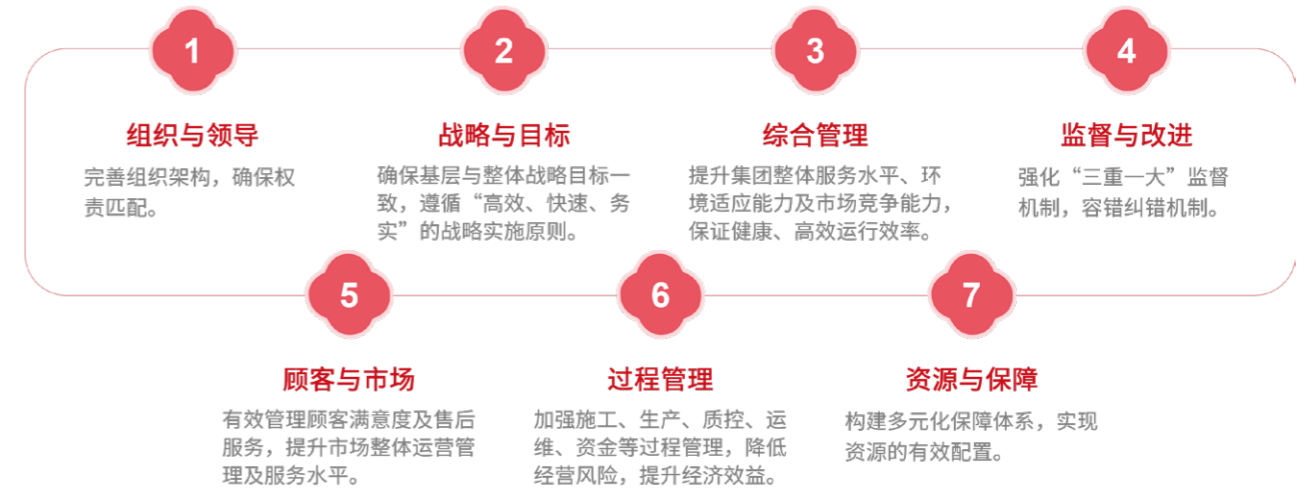 1
组织与领导
完善组织架构，确保权
责匹配。
2
战略与目标
确保基层与整体战略目标一
致，遵循“高效、快速、务
实”的战略实施原则。
3
综合管理
提升集团整体服务水平、环
境适应能力及市场竞争能力，
保证健康、高效运行效率。
4
监督与改进
强化“三重一大”监督
机制，容错纠错机制。
5
顾客与市场
有效管理顾客满意度及售后
服务，提升市场整体运营管
理及服务水平。
6
过程管理
加强施工、生产、质控、运
维、资金等过程管理，降低
经营风险，提升经济效益。
7
资源与保障
构建多元化保障体系，实现
资源的有效配置。